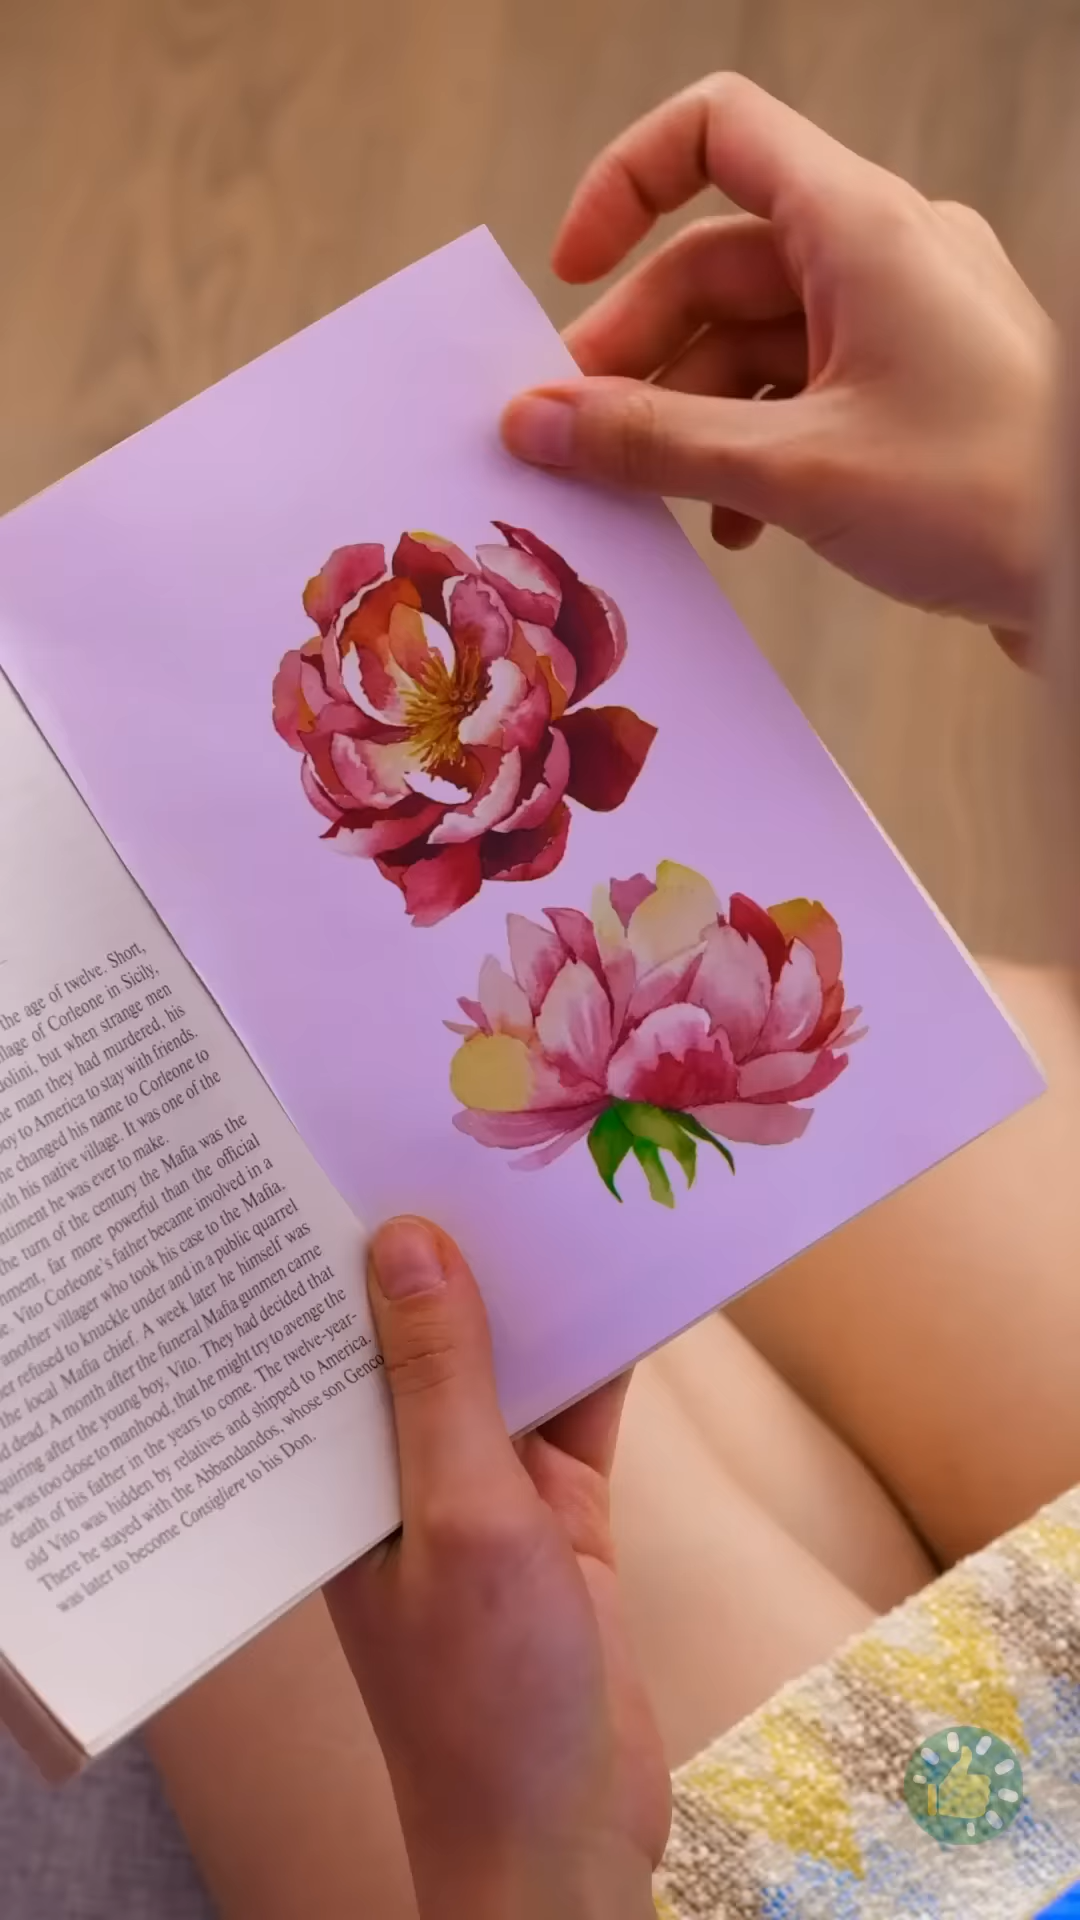 the age of twelve. Short,
llage of Corleone in Sicily,
dolini, but when strange men
he man they had murdered, his
boy to America to stay with friends.
he changed his name to Corleone to
with his native village. It was one of the
ntiment he was ever to make.
the turn of the century the Mafia was the
nment, far more powerful than the official
e. Vito Corleone's father became involved in a
another villager who took his case to the Mafia.
er refused to knuckle under and in a public quarrel
the local Mafia chief. A week later he himself was
d dead. A month after the funeral Mafia gunmen came
quiring after the young boy, Vito. They had decided that
he was too close to manhood, that he might try to avenge the
death of his father in the years to come. The twelve-year-
old Vito was hidden by relatives and shipped to America.
There he stayed with the Abbandandos, whose son Genco
was later to become Consigliere to his Don.